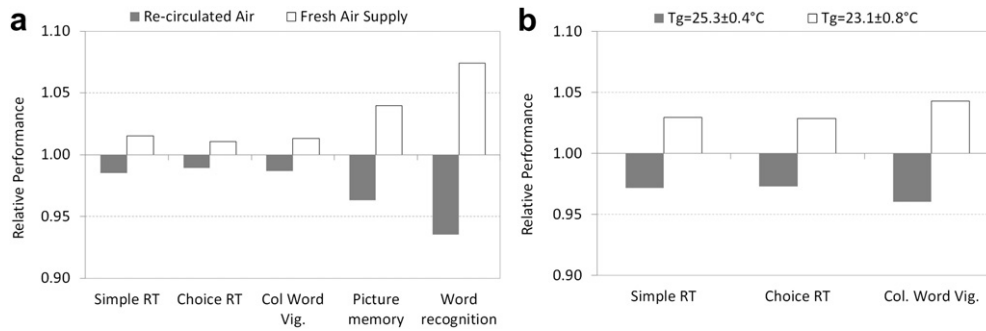 a
Re-circulated Air Fresh Air Supply
1.10
1.05
1.00
0.95
0.90
Relative Performance
Simple RT Choice RT Col Word Vig. Picture memory Word recognition
b
Tg=25.3±0.4°C Tg=23.1±0.8°C
1.10
1.05
1.00
0.95
0.90
Relative Performance
Simple RT Choice RT Col. Word Vig.